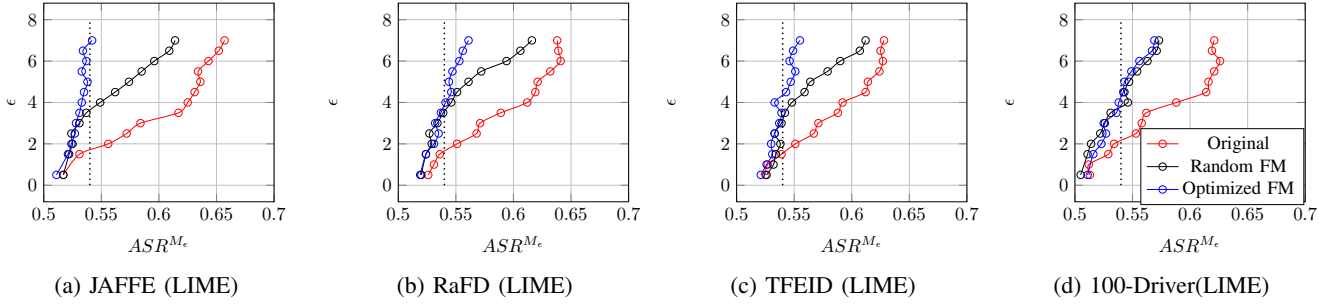 8
6
4
2
0
ϵ
0.5 0.55 0.6 0.65 0.7
ASR^{M_ϵ}
(a) JAFFE (LIME)
8
6
4
2
0
ϵ
0.5 0.55 0.6 0.65 0.7
ASR^{M_ϵ}
(b) RaFD (LIME)
8
6
4
2
0
ϵ
0.5 0.55 0.6 0.65 0.7
ASR^{M_ϵ}
(c) TFEID (LIME)
8
6
4
2
0
ϵ
Original
Random FM
Optimized FM
0.5 0.55 0.6 0.65 0.7
ASR^{M_ϵ}
(d) 100-Driver(LIME)